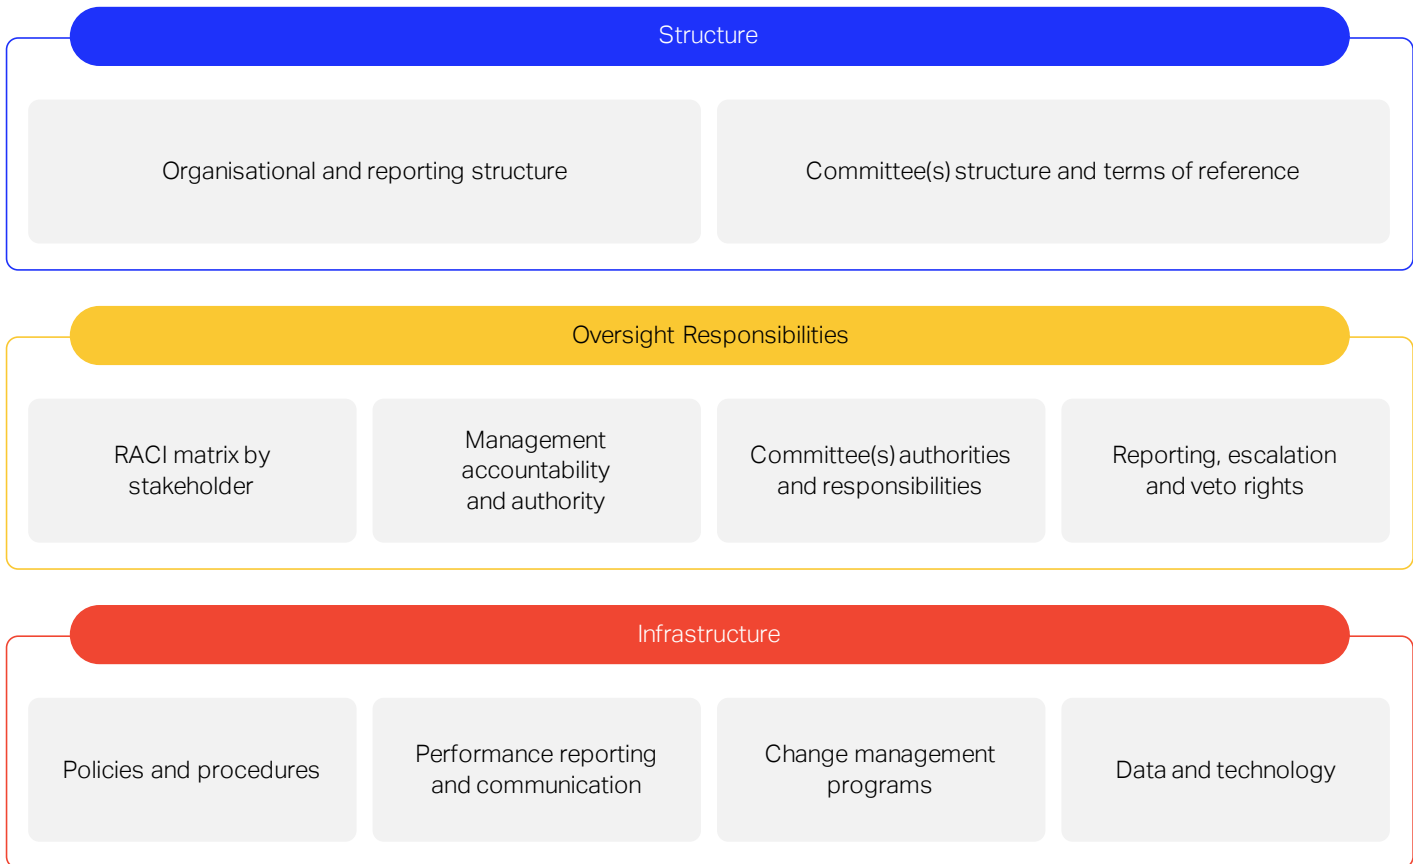 Structure
Organisational and reporting structure
Committee(s) structure and terms of reference
Oversight Responsibilities
RACI matrix by
stakeholder
Management
accountability
and authority
Committee(s) authorities
and responsibilities
Reporting, escalation
and veto rights
Infrastructure
Policies and procedures
Performance reporting
and communication
Change management
programs
Data and technology